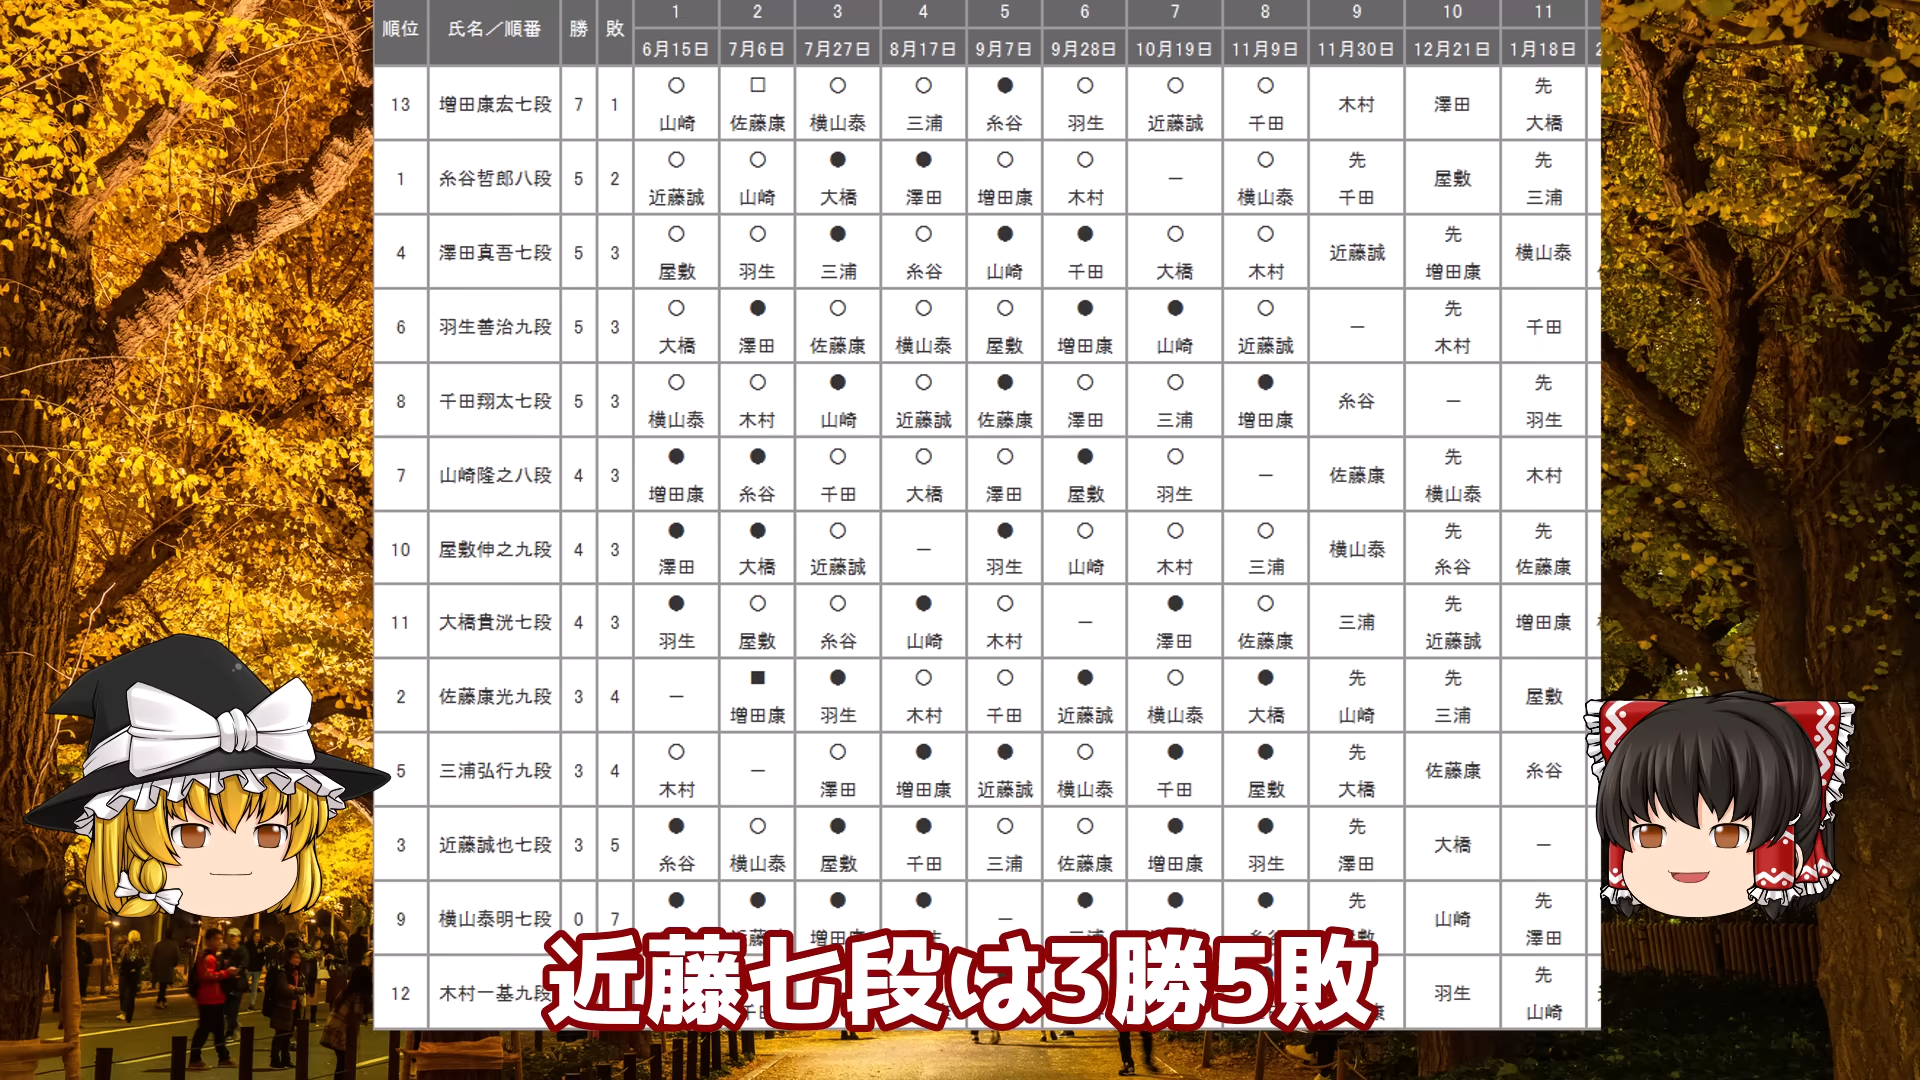 順位 氏名／順番 勝 敗 1 2 3 4 5 6 7 8 9 10 11
6月15日 7月6日 7月27日 8月17日 9月7日 9月28日 10月19日 11月9日 11月30日 12月21日 1月18日 2
13 増田康宏七段 7 1 ○山崎 □佐藤康 ○横山泰 ○三浦 ●糸谷 ○羽生 ○近藤誠 ○千田 木村 澤田 先大橋
1 糸谷哲郎八段 5 2 ○近藤誠 ○山崎 ●大橋 ●澤田 ○増田康 ○木村 － ○横山泰 先千田 屋敷 先三浦
4 澤田真吾七段 5 3 ○屋敷 ○羽生 ●三浦 ○糸谷 ●山崎 ●千田 ○大橋 ○木村 近藤誠 先増田康 横山泰
6 羽生善治九段 5 3 ○大橋 ●澤田 ○佐藤康 ○横山泰 ○屋敷 ●増田康 ●山崎 ○近藤誠 － 先木村 千田
8 千田翔太七段 5 3 ○横山泰 ○木村 ●山崎 ○近藤誠 ●佐藤康 ○澤田 ○三浦 ●増田康 糸谷 － 先羽生
7 山崎隆之八段 4 3 ●増田康 ●糸谷 ○千田 ○大橋 ○澤田 ●屋敷 ○羽生 － 佐藤康 先横山泰 木村
10 屋敷伸之九段 4 3 ●澤田 ●大橋 ○近藤誠 － ●羽生 ○山崎 ○木村 ○三浦 横山泰 先糸谷 先佐藤康
11 大橋貴洸七段 4 3 ●羽生 ○屋敷 ○糸谷 ●山崎 ○木村 － ●澤田 ○佐藤康 三浦 先近藤誠 増田康
2 佐藤康光九段 3 4 － ■増田康 ●羽生 ○木村 ○千田 ●近藤誠 ○横山泰 ●大橋 先山崎 先三浦 屋敷
5 三浦弘行九段 3 4 ○木村 － ○澤田 ●増田康 ●近藤誠 ○横山泰 ●千田 ●屋敷 先大橋 佐藤康 糸谷
3 近藤誠也七段 3 5 ●糸谷 ○横山泰 ●屋敷 ●千田 ○三浦 ○佐藤康 ●増田康 ●羽生 先澤田 大橋 －
9 横山泰明七段 0 7 ● ● ● ● － ● ● ● 先 山崎 先澤田
12 木村一基九段 羽生 先山崎
近藤七段は3勝5敗